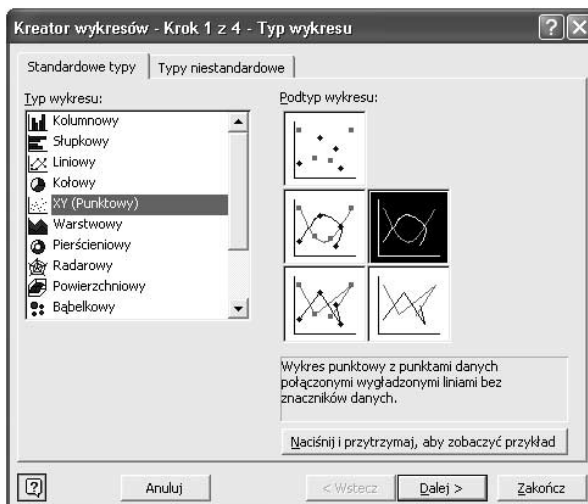 Kreator wykresów - Krok 1 z 4 - Typ wykresu
Standardowe typy
Typy niestandardowe
Typ wykresu:
Kolumnowy
Słupkowy
Liniowy
Kołowy
XY (Punktowy)
Warstwowy
Pierścieniowy
Radarowy
Powierzchniowy
Bąbelkowy
Podtyp wykresu:
Wykres punktowy z punktami danych
połączonymi wygładzonymi liniami bez
znaczników danych.
Naciśnij i przytrzymaj, aby zobaczyć przykład
Anuluj
< Wstecz
Dalej >
Zakończ